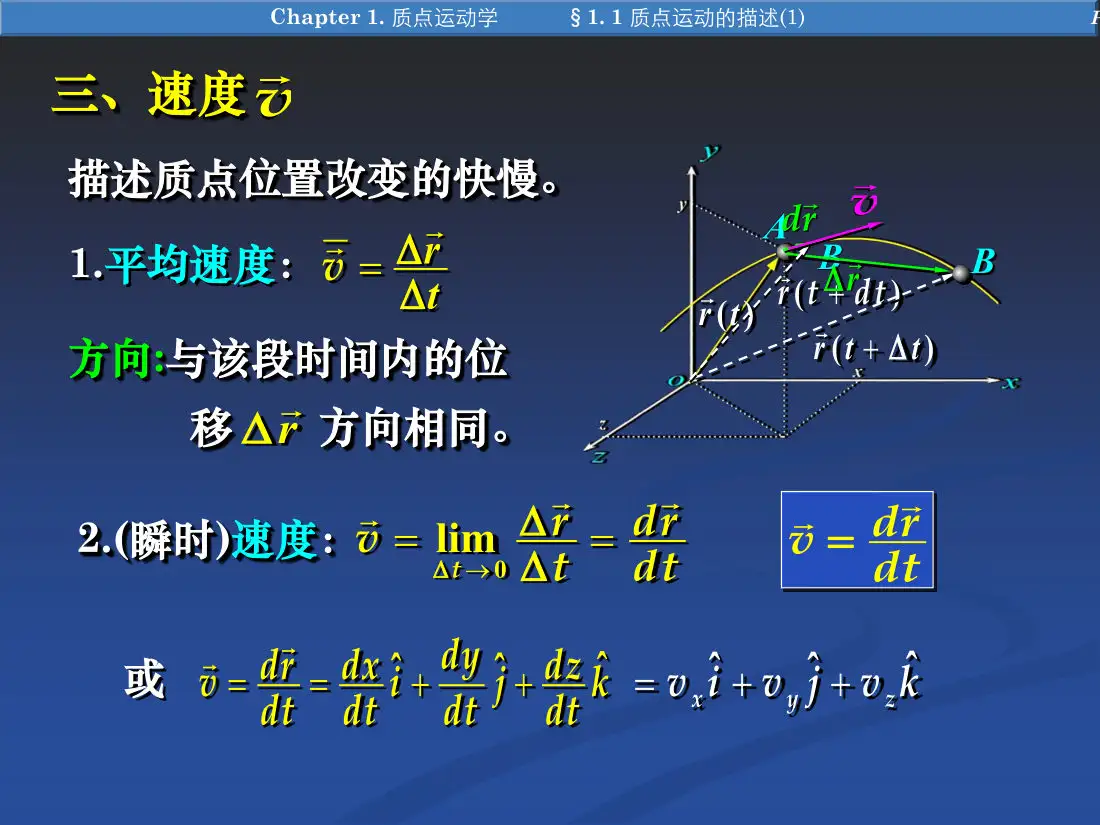 Chapter 1. 质点运动学 §1. 1 质点运动的描述(1)
三、速度 v⃗
描述质点位置改变的快慢。
1.平均速度： v⃗̅ = Δr⃗ / Δt
方向:与该段时间内的位
移 Δr⃗ 方向相同。
y
y
A
dr⃗
v⃗
B
B
Δr⃗
r⃗(t)
r⃗(t + dt)
r⃗(t + Δt)
o
x
x
z
z
2.(瞬时)速度： v⃗ = lim Δt→0 Δr⃗ / Δt = dr⃗ / dt
v⃗ = dr⃗ / dt
或 v⃗ = dr⃗/dt = dx/dt î + dy/dt ĵ + dz/dt k̂ = vₓ î + v_y ĵ + v_z k̂